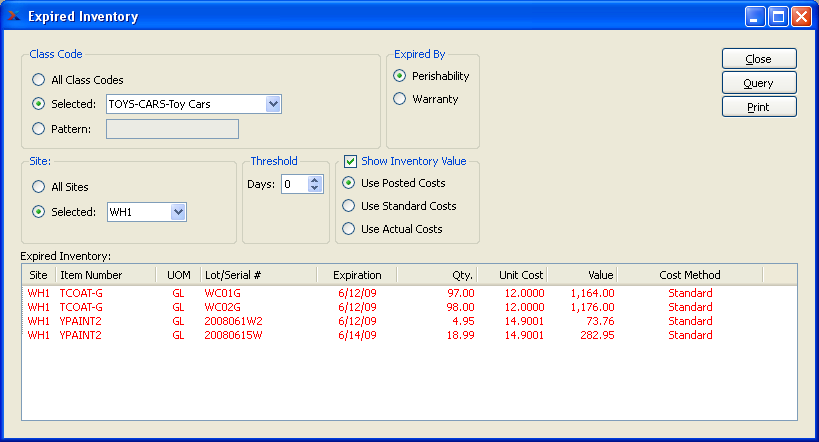 Expired Inventory
Class Code
All Class Codes
Selected: TOYS-CARS-Toy Cars
Pattern:
Expired By
Perishability
Warranty
Close
Query
Print
Site:
All Sites
Selected: WH1
Threshold
Days: 0
Show Inventory Value
Use Posted Costs
Use Standard Costs
Use Actual Costs
Expired Inventory:
Site Item Number UOM Lot/Serial # Expiration Qty. Unit Cost Value Cost Method
WH1 TCOAT-G GL WC01G 6/12/09 97.00 12.0000 1,164.00 Standard
WH1 TCOAT-G GL WC02G 6/12/09 98.00 12.0000 1,176.00 Standard
WH1 YPAINT2 GL 2008061W2 6/12/09 4.95 14.9001 73.76 Standard
WH1 YPAINT2 GL 20080615W 6/14/09 18.99 14.9001 282.95 Standard